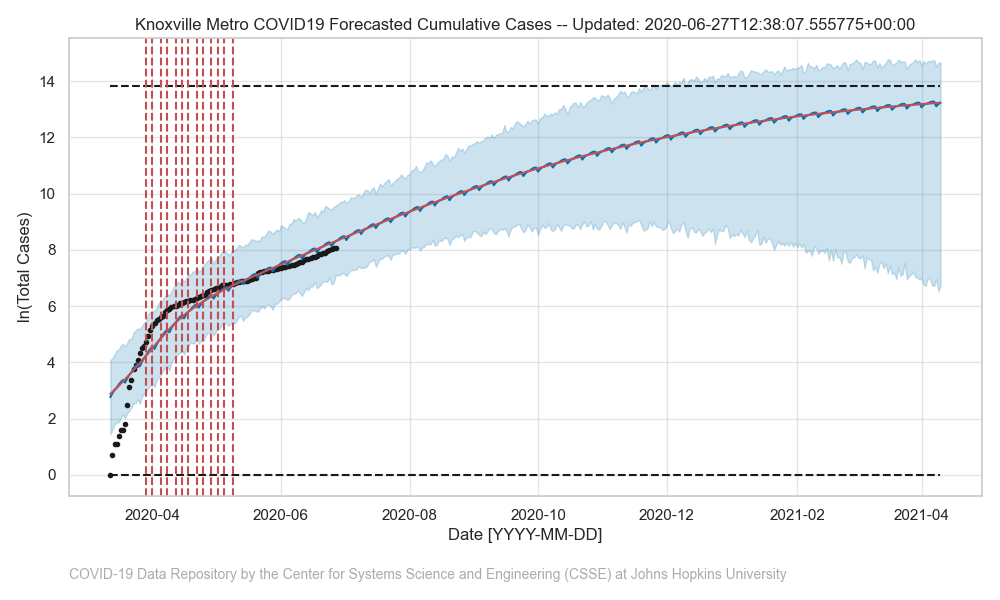 Knoxville Metro COVID19 Forecasted Cumulative Cases -- Updated: 2020-06-27T12:38:07.555775+00:00
ln(Total Cases)
14
12
10
8
6
4
2
0
2020-04 2020-06 2020-08 2020-10 2020-12 2021-02 2021-04
Date [YYYY-MM-DD]
COVID-19 Data Repository by the Center for Systems Science and Engineering (CSSE) at Johns Hopkins University